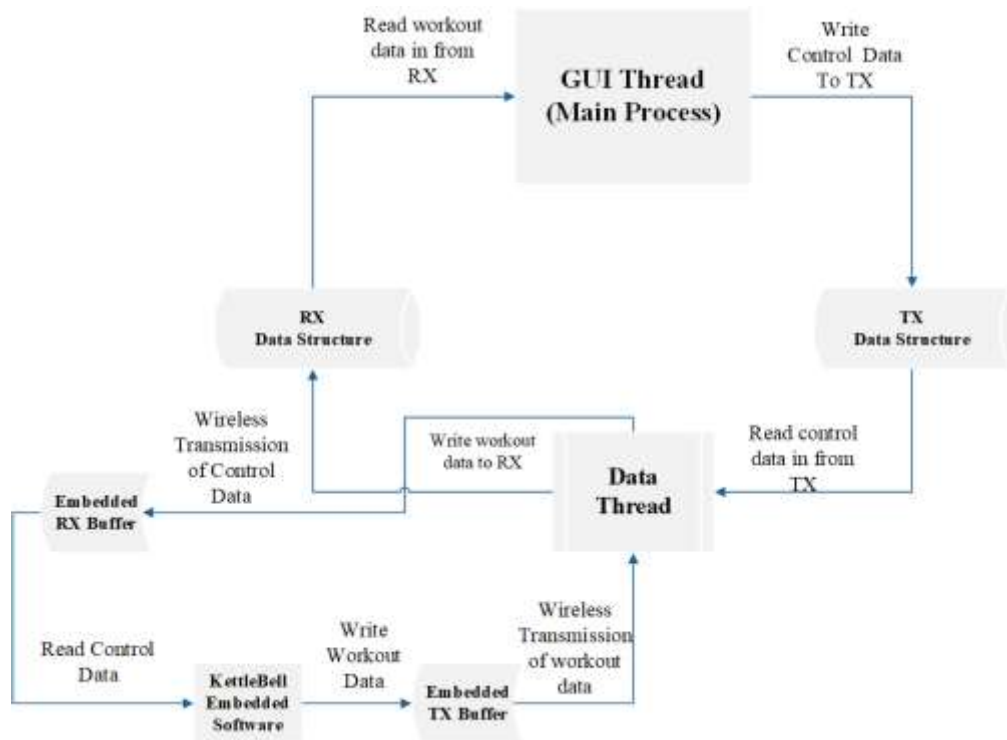 Read workout
data in from
RX
GUI Thread
(Main Process)
Write
Control Data
To TX
RX
Data Structure
TX
Data Structure
Wireless
Transmission
of Control
Data
Write workout
data to RX
Data
Thread
Read control
data in from
TX
Embedded
RX Buffer
Read Control
Data
KettleBell
Embedded
Software
Write
Workout
Data
Embedded
TX Buffer
Wireless
Transmission
of workout
data